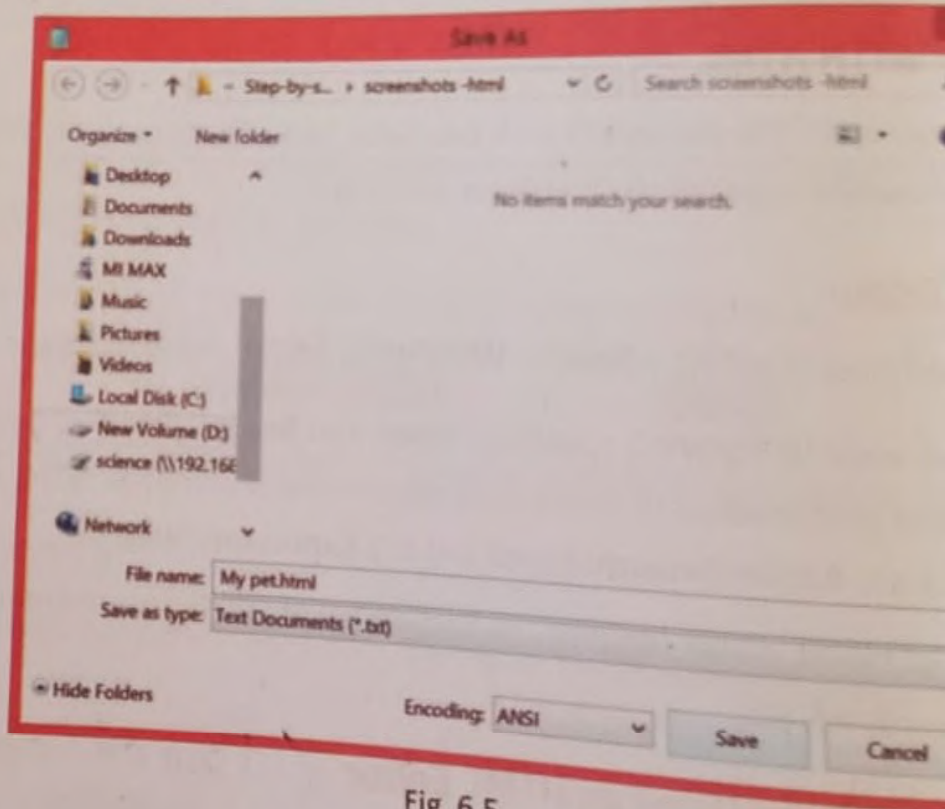 Save As
Step-by-s... screenshots -html Search screenshots -html
Organize New folder
Desktop
Documents
Downloads
MI MAX
Music
Pictures
Videos
Local Disk (C:)
New Volume (D:)
science (\\192.168
Network
No items match your search.
File name: My pet.html
Save as type: Text Documents (*.txt)
Hide Folders
Encoding: ANSI Save Cancel
Fig. 6.5